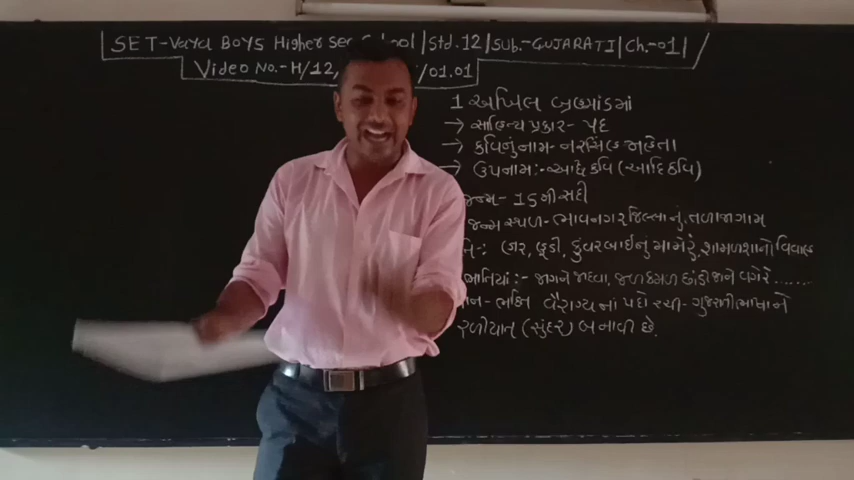 SET-Vaya BOYS Higher Sec School | Std.12 | Sub.-GUJARATI | Ch.-01
Video No.-H/12, /01.01
1 અખિલ બ્રહ્માંડમાં
→ સાહિત્ય પ્રકાર- પદ
→ કવિનું નામ - નરસિંહ મહેતા
→ ઉપનામ:- આદ્ય કવિ (આદિકવિ)
જન્મ - 15મી સદી
જન્મ સ્થળ - ભાવનગર જિલ્લાનું, તળાજાગામ
હાર, હૂંડી, કુંવરબાઈનું મામેરું, શામળશાનો વિવાહ
જાગને જાદવા, જળકમળ છાંડી જાને વગેરે......
ભક્તિ વૈરાગ્યનાં પદો રચી- ગુજરાતી ભાષાને
રળિયાત (સુંદર) બનાવી છે.